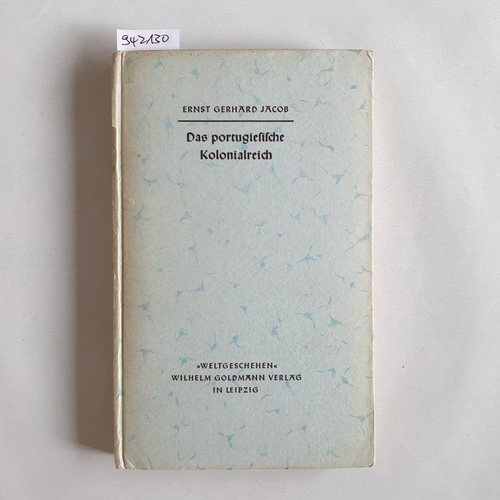 942130
ERNST GERHARD JACOB
Das portugiesische
Kolonialreich
»WELTGESCHEHEN«
WILHELM GOLDMANN VERLAG
IN LEIPZIG